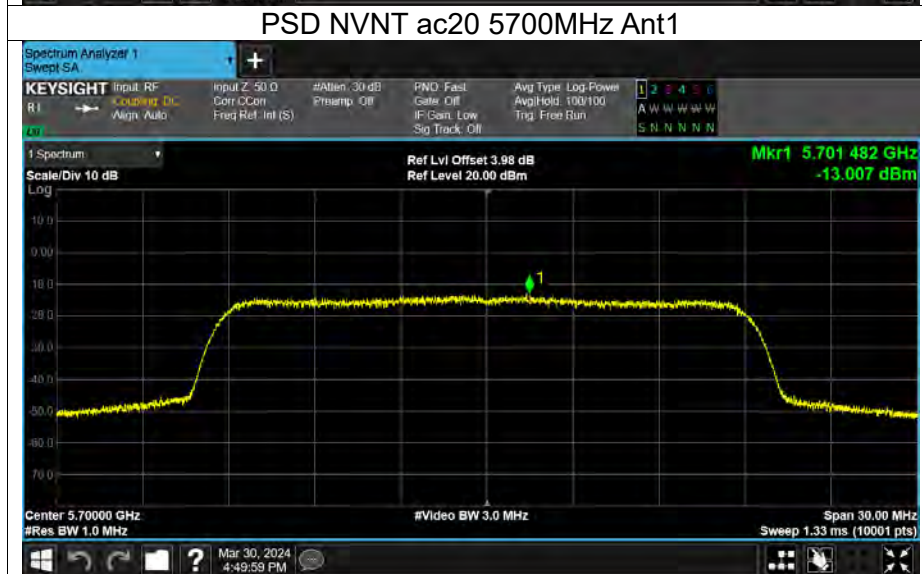 PSD NVNT ac20 5700MHz Ant1
Spectrum Analyzer 1
Swept SA
+
KEYSIGHT Input: RF
Coupling: DC
Align: Auto
Input Z: 50 Ω
Corr CCorr
Freq Ref: Int (S)
#Atten: 30 dB
Preamp: Off
PNO: Fast
Gate: Off
IF Gain: Low
Sig Track: Off
Avg Type: Log-Power
Avg|Hold: 100/100
Trig: Free Run
1 2 3 4 5 6
A W W W W W
S N N N N N
1 Spectrum
Scale/Div 10 dB
Log
Ref Lvl Offset 3.98 dB
Ref Level 20.00 dBm
Mkr1 5.701 482 GHz
-13.007 dBm
10.0
0.00
-10.0
-20.0
-30.0
-40.0
-50.0
-60.0
-70.0
1
Center 5.70000 GHz
#Res BW 1.0 MHz
#Video BW 3.0 MHz
Span 30.00 MHz
Sweep 1.33 ms (10001 pts)
?
Mar 30, 2024
4:49:59 PM